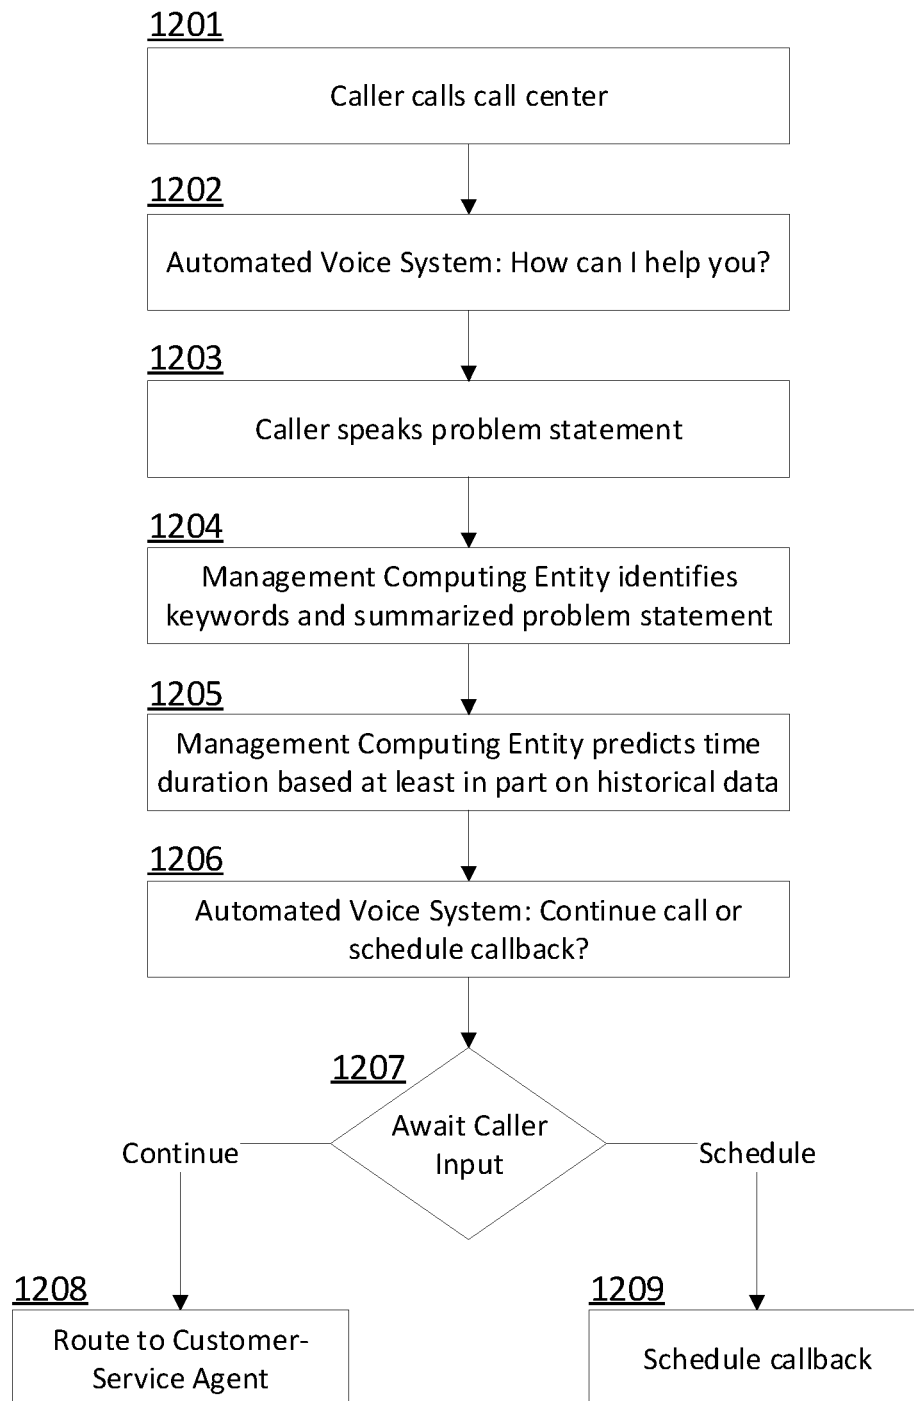 1201
Caller calls call center
1202
Automated Voice System: How can I help you?
1203
Caller speaks problem statement
1204
Management Computing Entity identifies
keywords and summarized problem statement
1205
Management Computing Entity predicts time
duration based at least in part on historical data
1206
Automated Voice System: Continue call or
schedule callback?
1207
Await Caller
Input
Continue
Schedule
1208
Route to Customer-
Service Agent
1209
Schedule callback